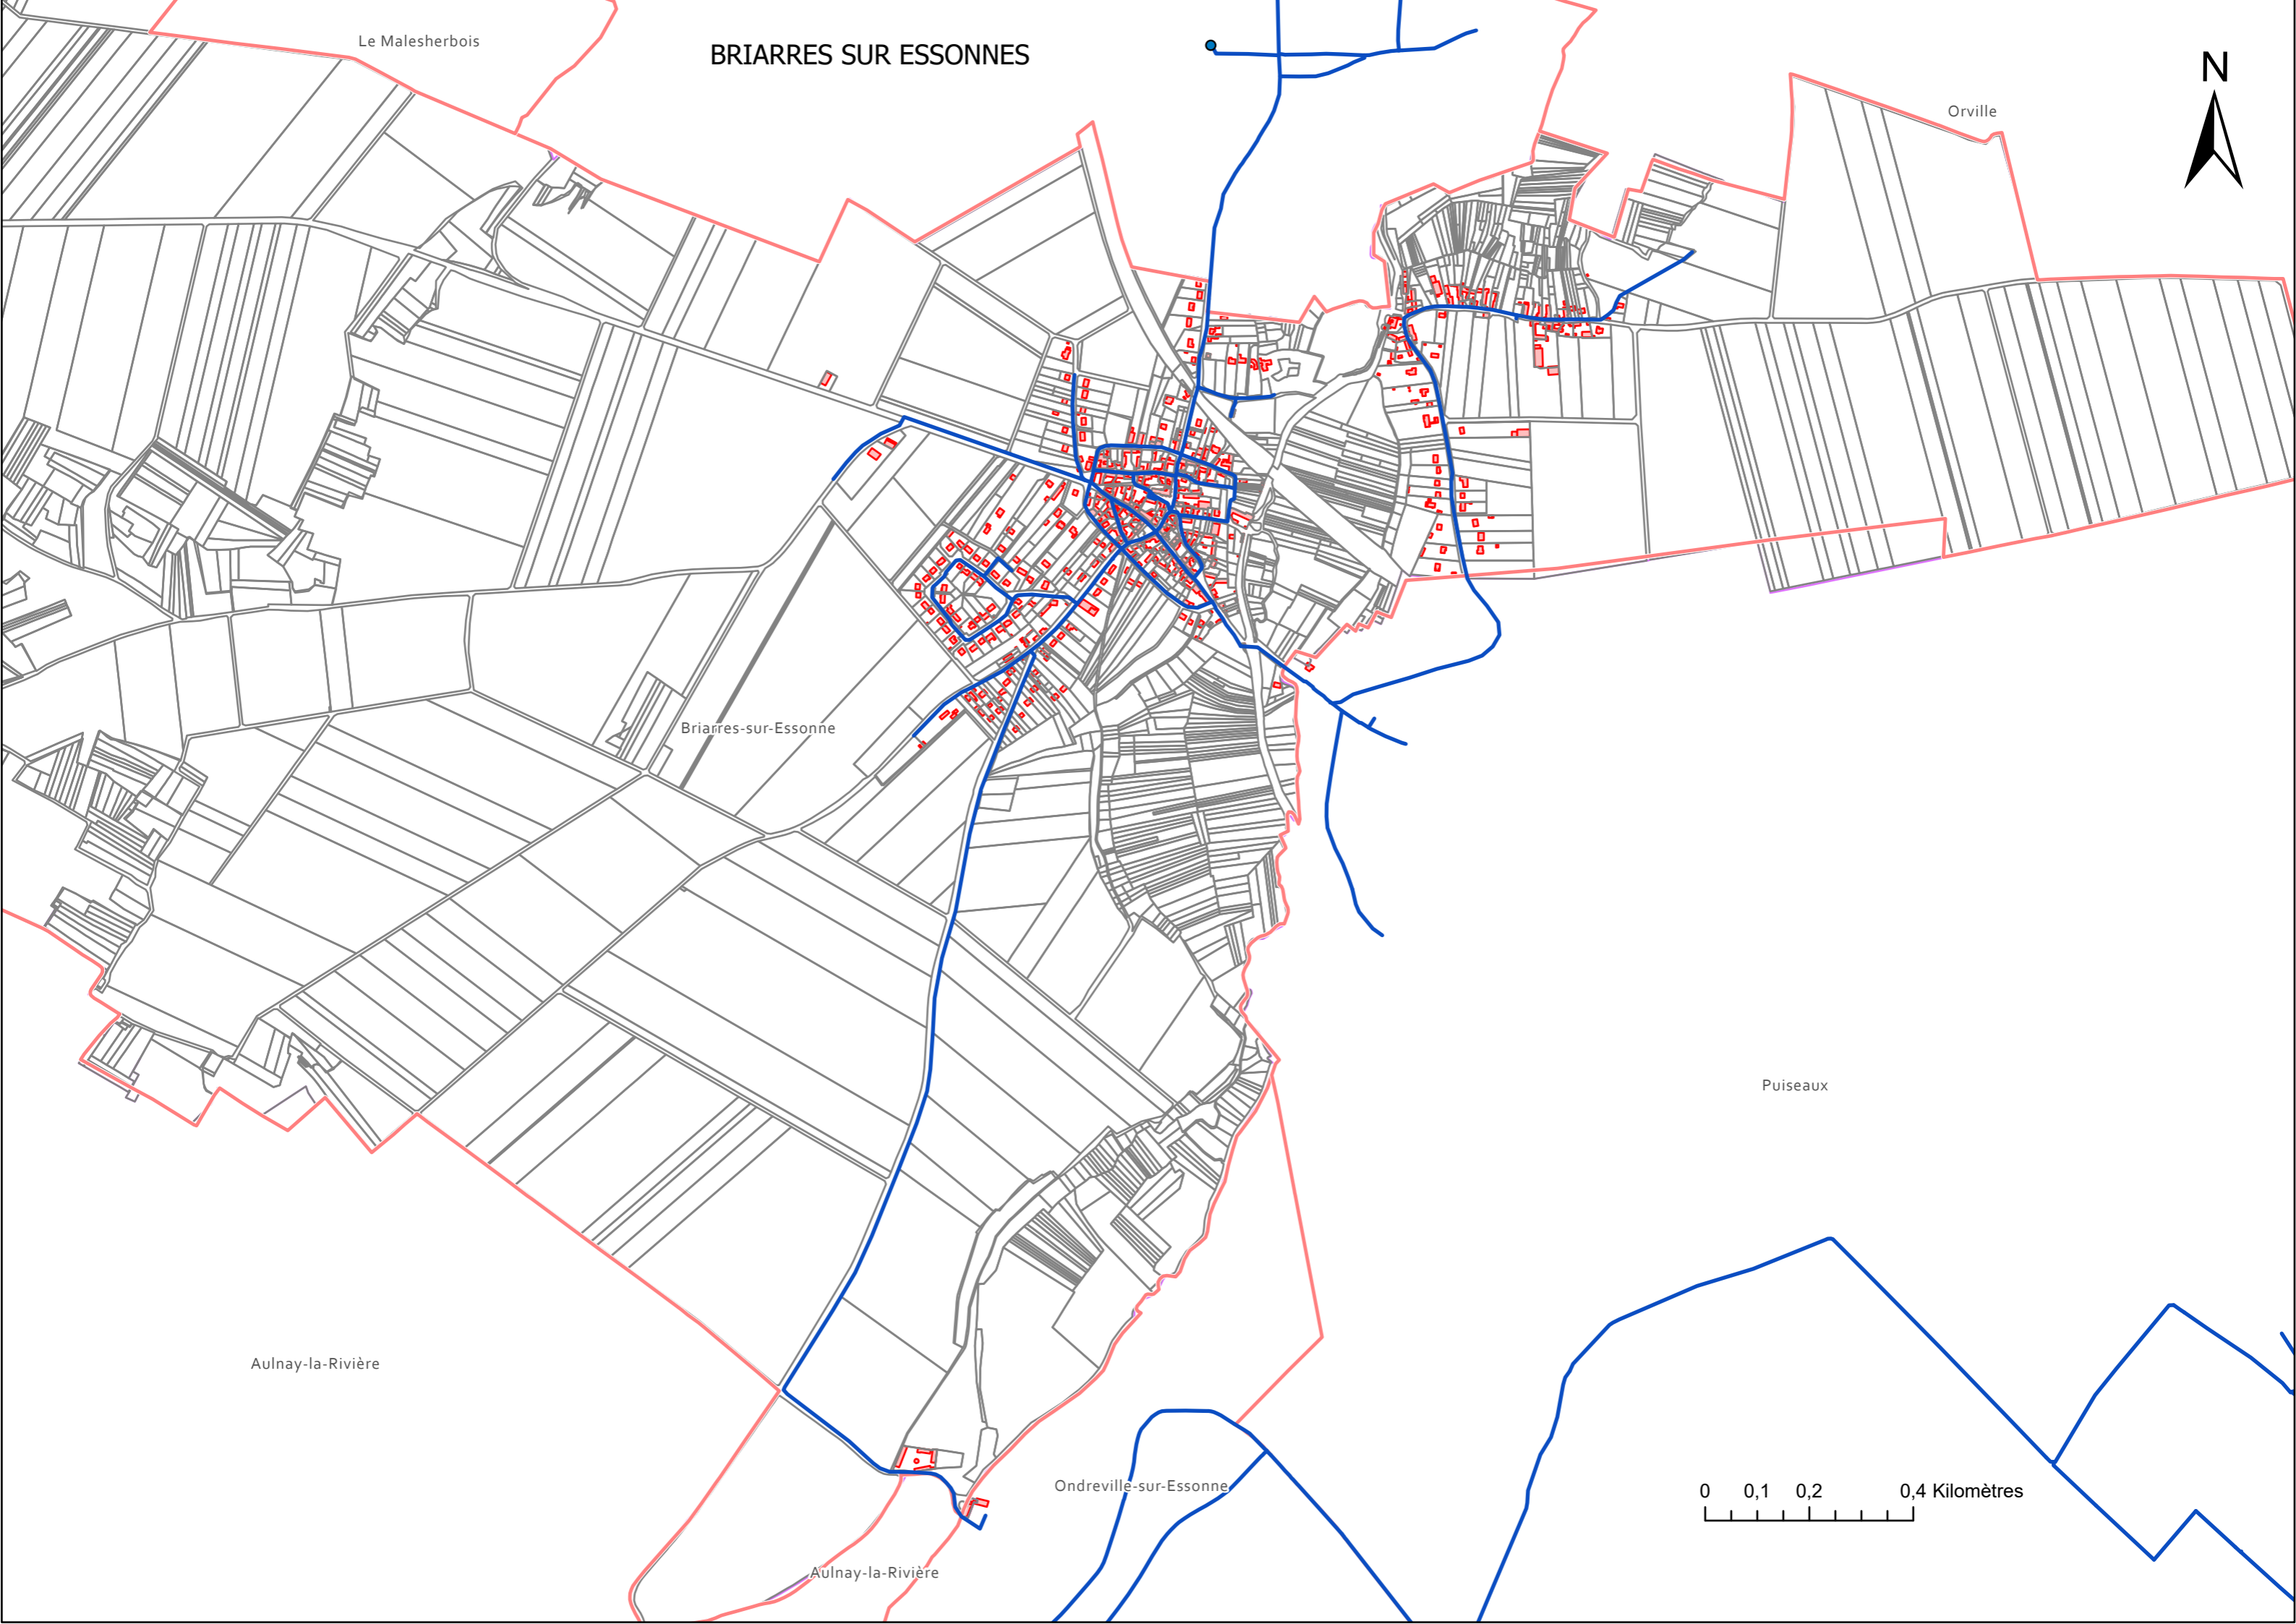 Le Malesherbois
BRIARRES SUR ESSONNES
N
Orville
Briarres-sur-Essonne
Puiseaux
Aulnay-la-Rivière
Ondreville-sur-Essonne
0 0,1 0,2 0,4 Kilomètres
Aulnay-la-Rivière